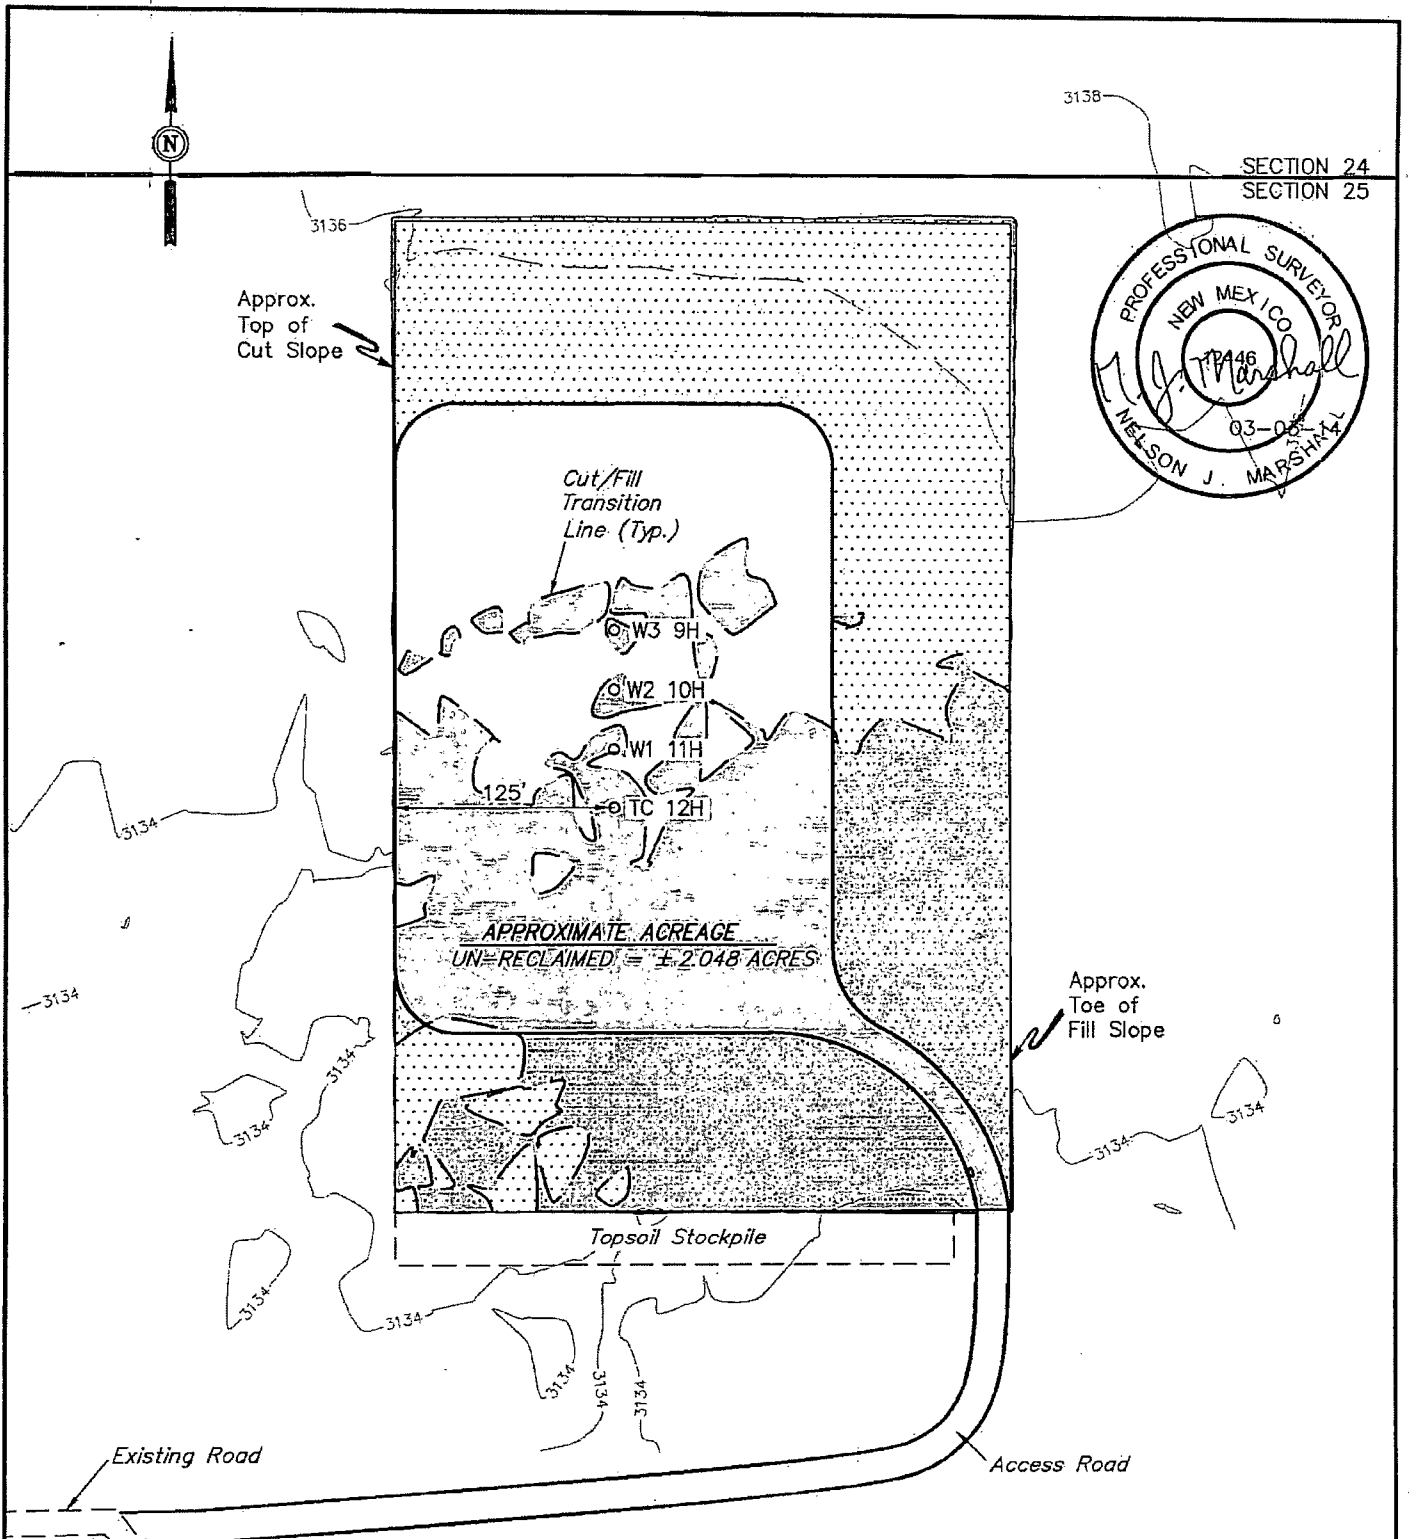 N
3138
SECTION 24
SECTION 25
3136
PROFESSIONAL SURVEYOR
NEW MEXICO
N. J. Marshall
NELSON J. MARSHALL
Approx.
Top of
Cut Slope
Cut/Fill
Transition
Line (Typ.)
W3 9H
W2 10H
W1 11H
125'
TC 12H
3134
APPROXIMATE ACREAGE
UN-RECLAIMED = ± 2.048 ACRES
3134
Approx.
Toe of
Fill Slope
3134
3134
3134
3134
Topsoil Stockpile
3134
3134
3134
3134
3134
Existing Road
Access Road